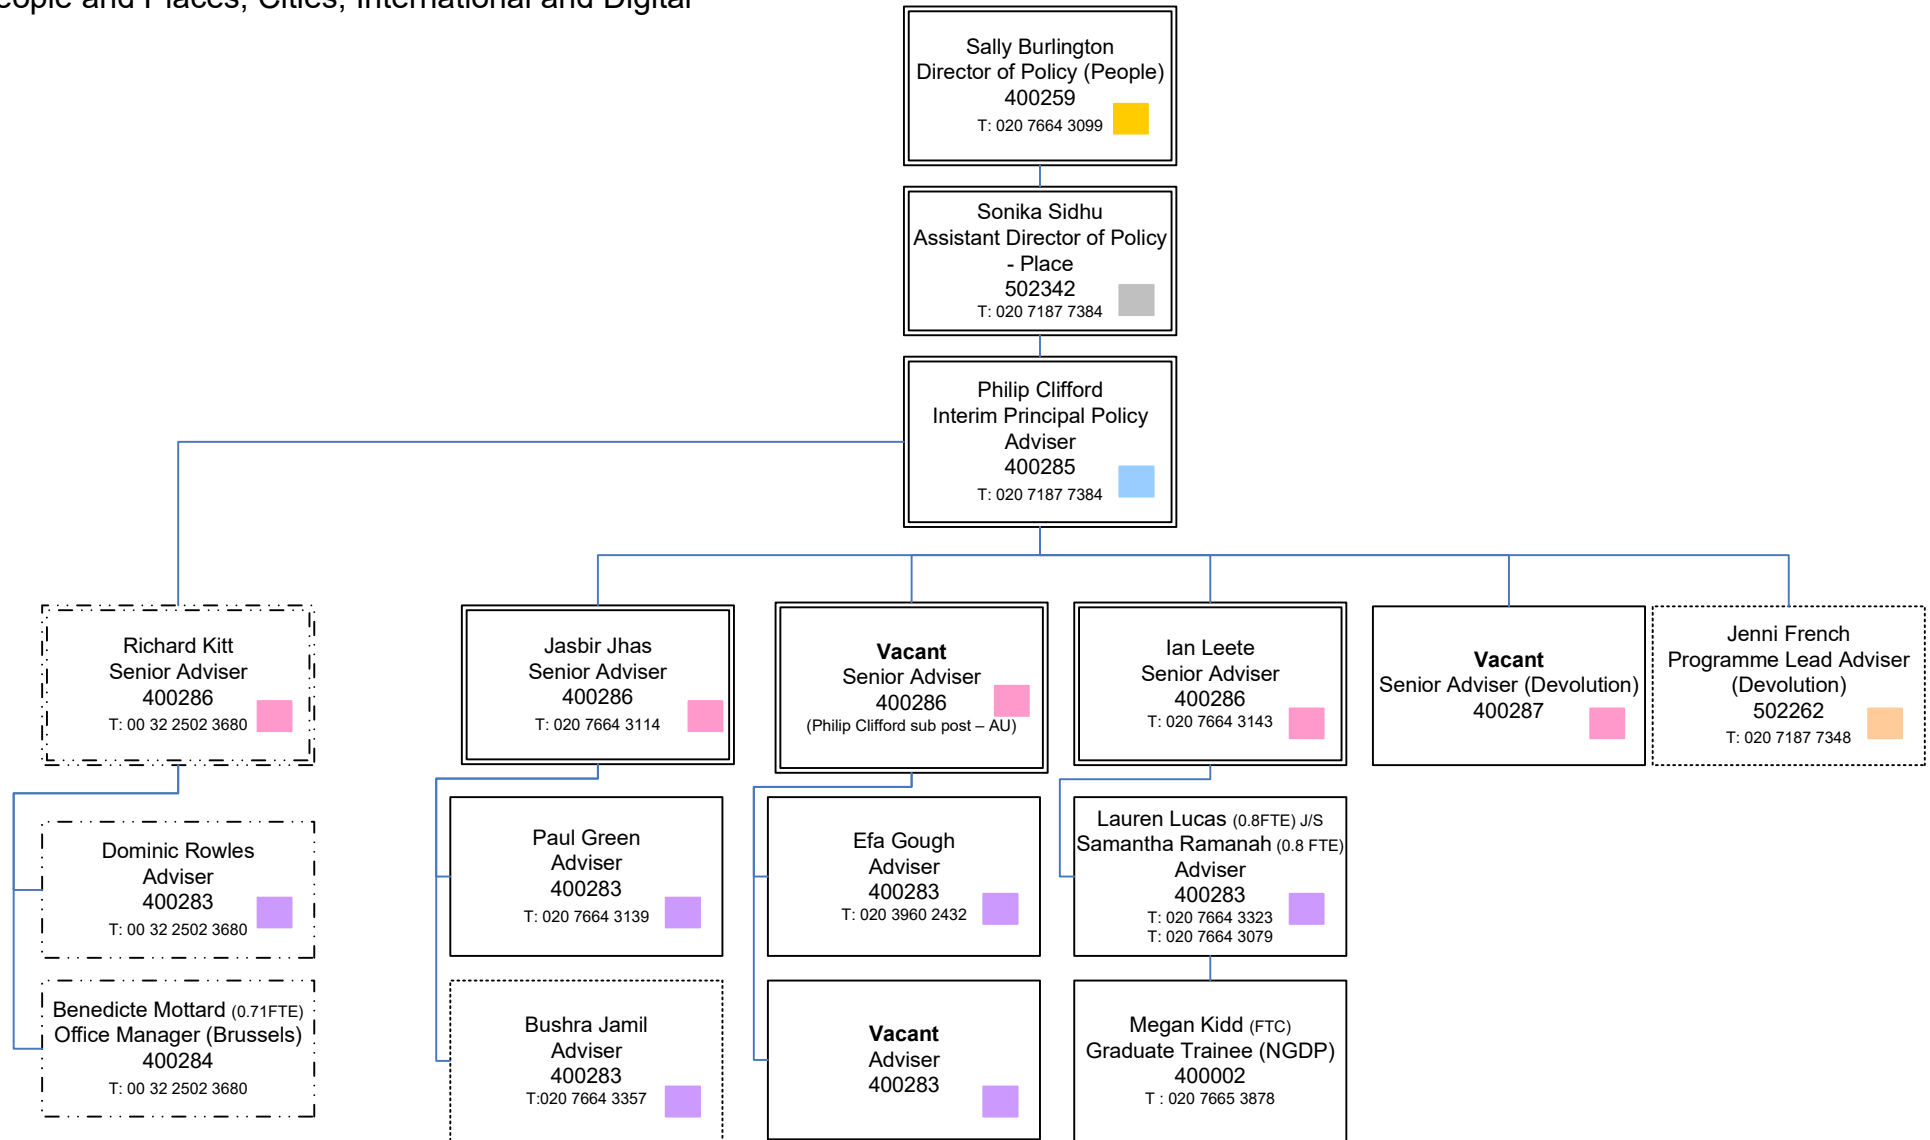 eople and Places, Cities, International and Digital
Sally Burlington
Director of Policy (People)
400259
T: 020 7664 3099
Sonika Sidhu
Assistant Director of Policy
- Place
502342
T: 020 7187 7384
Philip Clifford
Interim Principal Policy
Adviser
400285
T: 020 7187 7384
Richard Kitt
Senior Adviser
400286
T: 00 32 2502 3680
Jasbir Jhas
Senior Adviser
400286
T: 020 7664 3114
Vacant
Senior Adviser
400286
(Philip Clifford sub post – AU)
Ian Leete
Senior Adviser
400286
T: 020 7664 3143
Vacant
Senior Adviser (Devolution)
400287
Jenni French
Programme Lead Adviser
(Devolution)
502262
T: 020 7187 7348
Dominic Rowles
Adviser
400283
T: 00 32 2502 3680
Paul Green
Adviser
400283
T: 020 7664 3139
Efa Gough
Adviser
400283
T: 020 3960 2432
Lauren Lucas (0.8FTE) J/S
Samantha Ramanah (0.8 FTE)
Adviser
400283
T: 020 7664 3323
T: 020 7664 3079
Benedicte Mottard (0.71FTE)
Office Manager (Brussels)
400284
T: 00 32 2502 3680
Bushra Jamil
Adviser
400283
T:020 7664 3357
Vacant
Adviser
400283
Megan Kidd (FTC)
Graduate Trainee (NGDP)
400002
T : 020 7665 3878